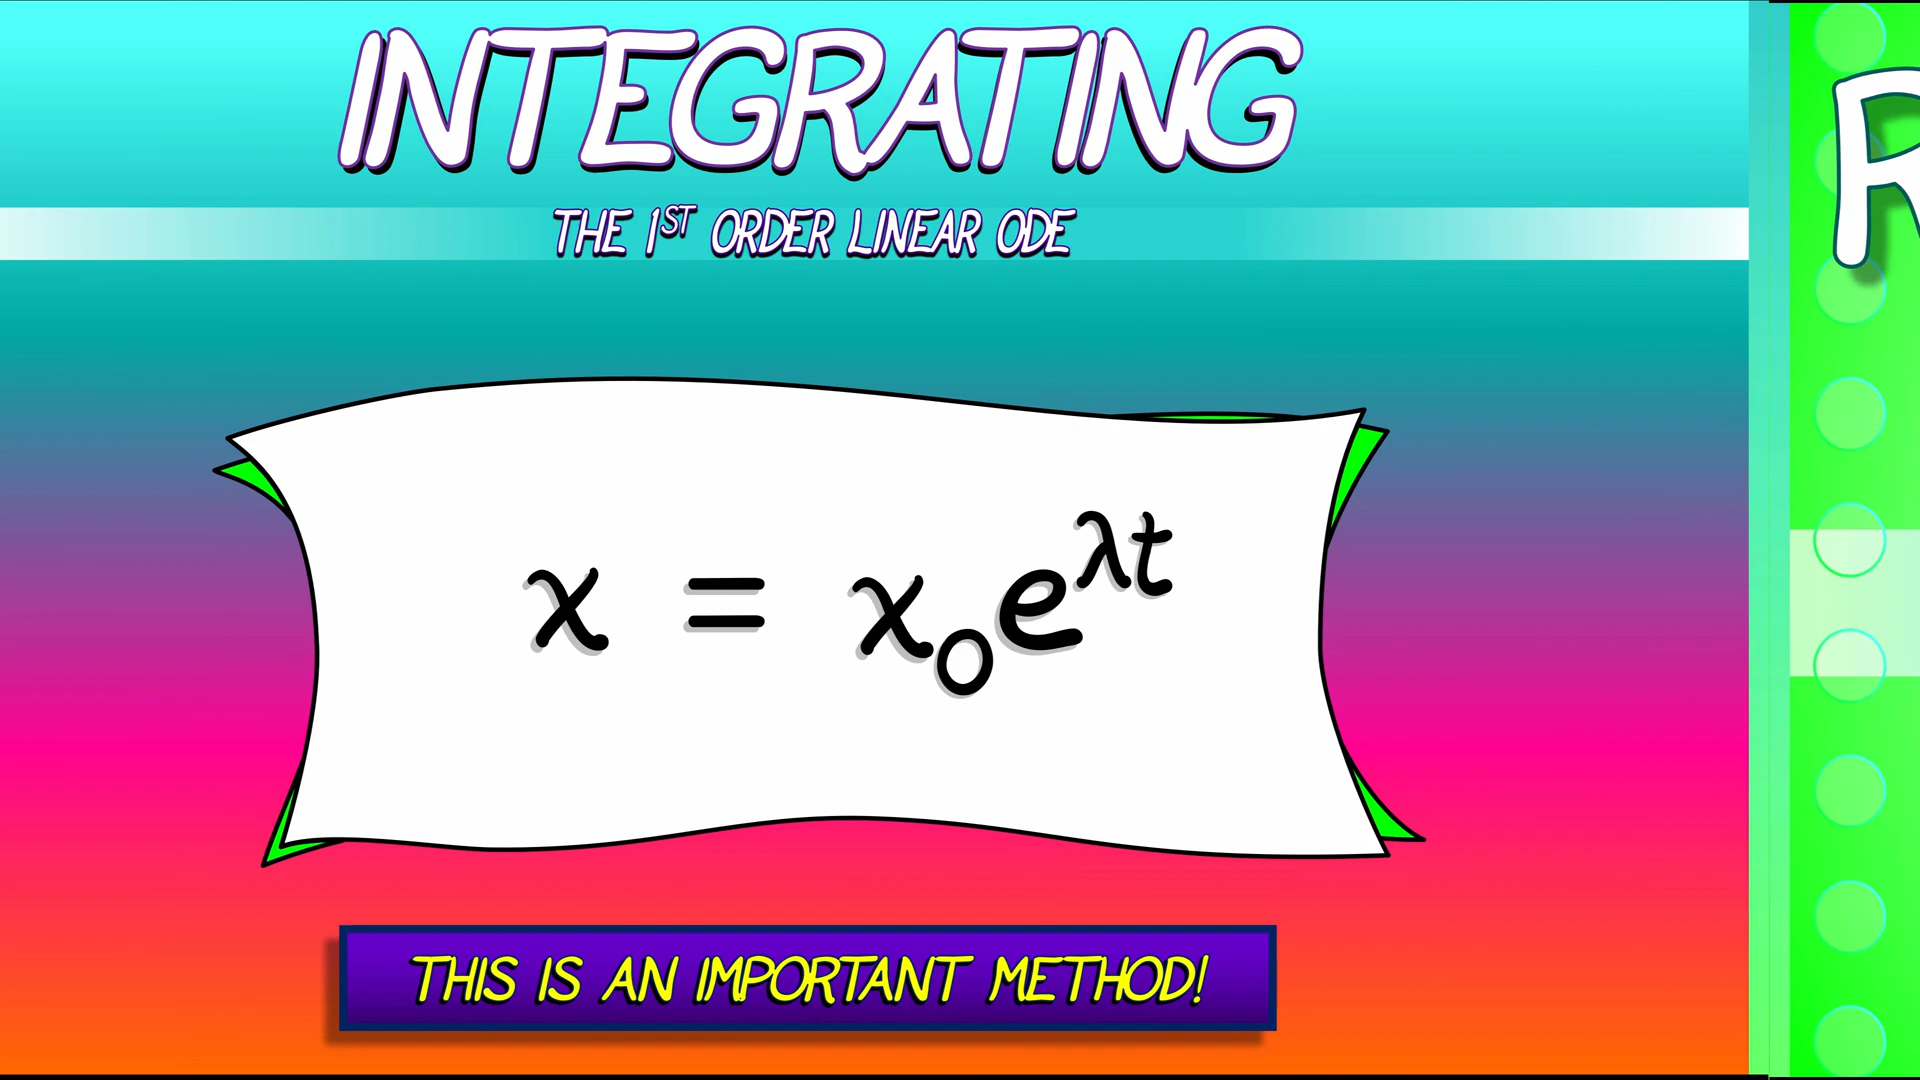 INTEGRATING
THE 1ST ORDER LINEAR ODE
x = x₀e^λt
THIS IS AN IMPORTANT METHOD!